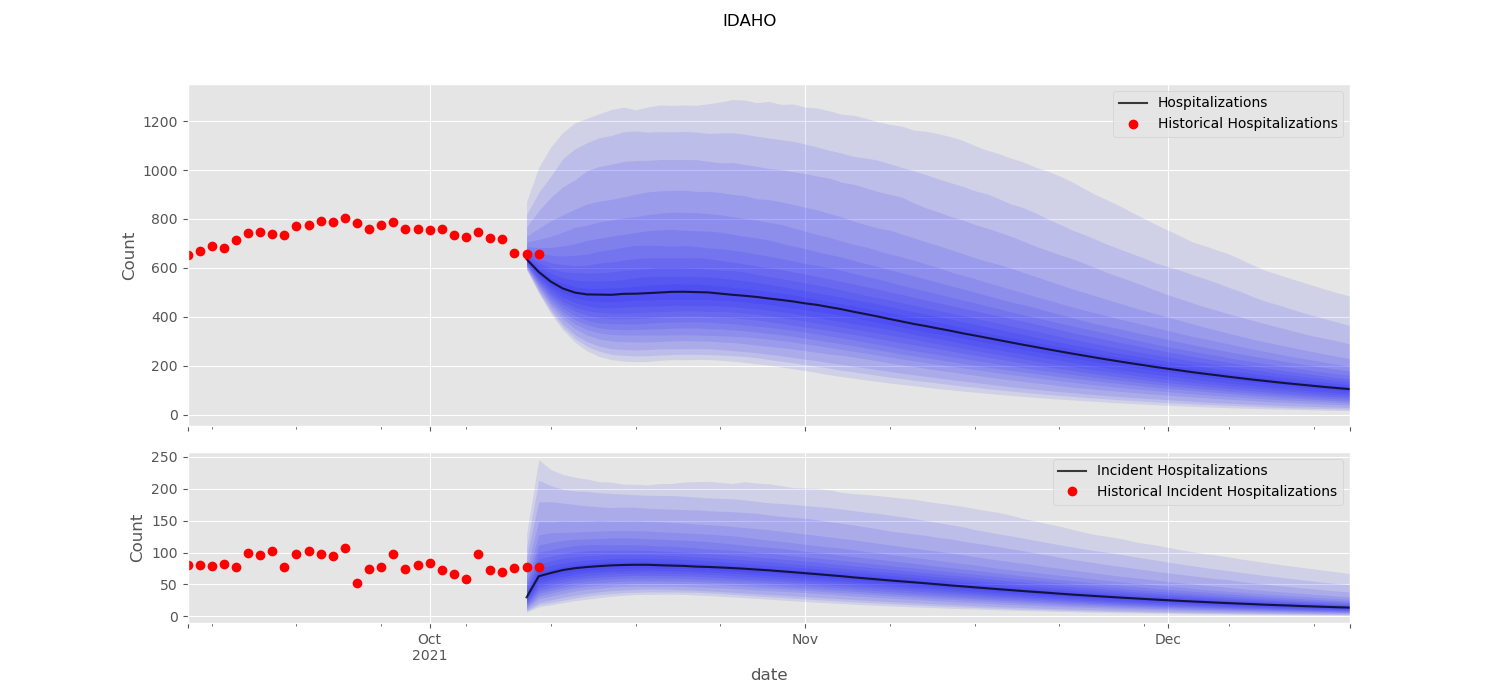 IDAHO
Hospitalizations
Historical Hospitalizations
1200
1000
800
600
400
200
0
Count
Incident Hospitalizations
Historical Incident Hospitalizations
250
200
150
100
50
0
Count
Oct
2021
Nov
Dec
date